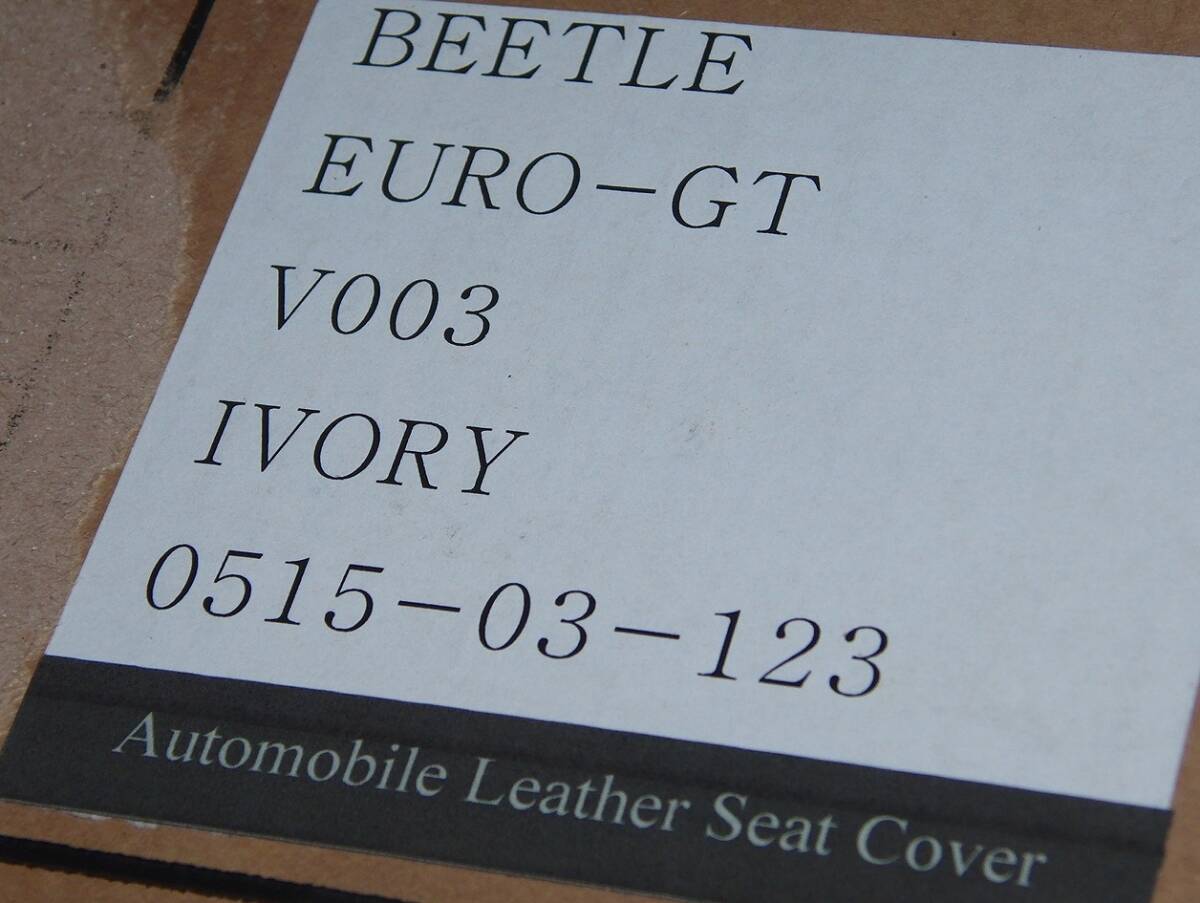 BEETLE
EURO-GT
V003
IVORY
0515-03-123
Automobile Leather Seat Cover